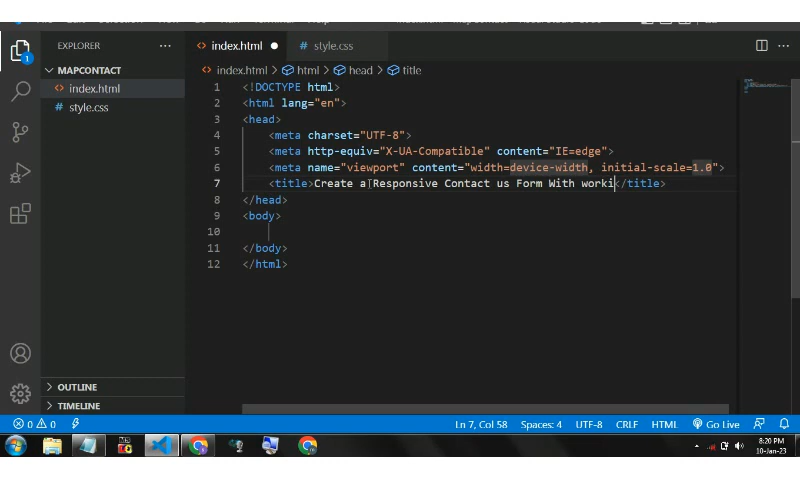 EXPLORER
index.html
# style.css
MAPCONTACT
<> index.html
# style.css
<> index.html > html > head > title
1 <!DOCTYPE html>
2 <html lang="en">
3 <head>
4 <meta charset="UTF-8">
5 <meta http-equiv="X-UA-Compatible" content="IE=edge">
6 <meta name="viewport" content="width=device-width, initial-scale=1.0">
7 <title>Create a Responsive Contact us Form With worki</title>
8 </head>
9 <body>
10
11 </body>
12 </html>
1
OUTLINE
TIMELINE
0 0
Ln 7, Col 58
Spaces: 4
UTF-8
CRLF
HTML
Go Live
8:20 PM
10-Jan-23